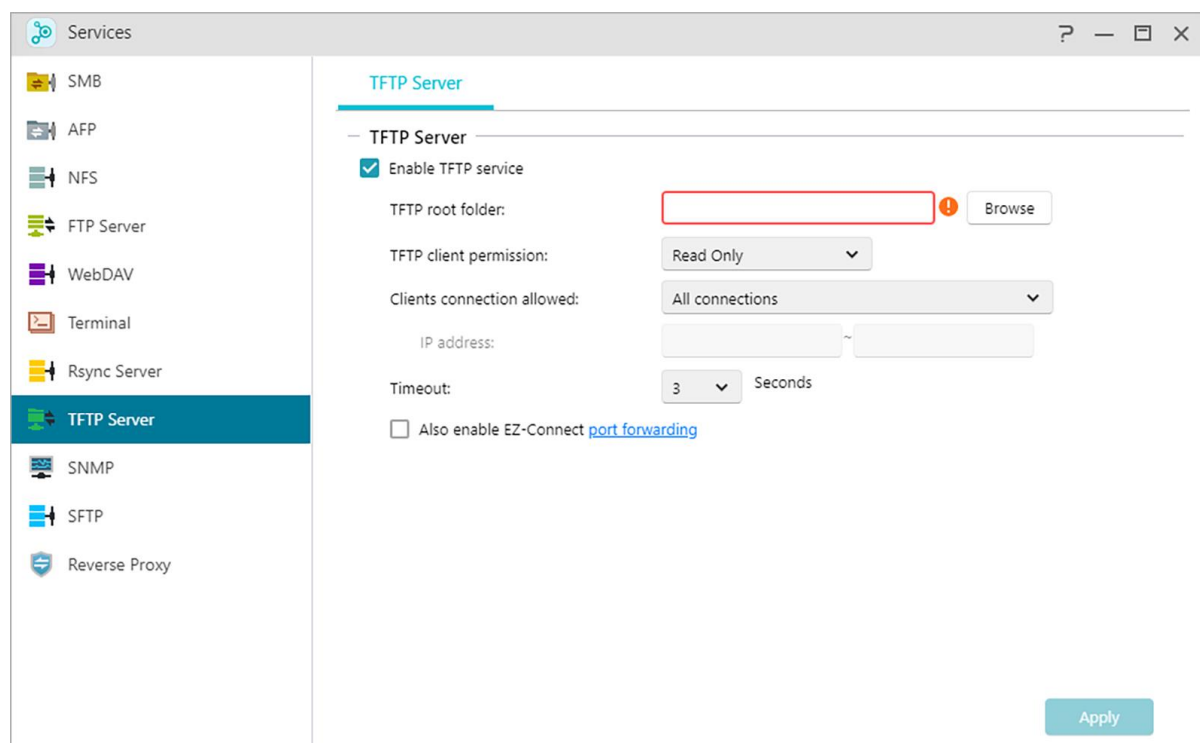 Services
SMB
AFP
NFS
FTP Server
WebDAV
Terminal
Rsync Server
TFTP Server
SNMP
SFTP
Reverse Proxy
TFTP Server
TFTP Server
Enable TFTP service
TFTP root folder: Browse
TFTP client permission: Read Only
Clients connection allowed: All connections
IP address: ~
Timeout: 3 Seconds
Also enable EZ-Connect port forwarding
Apply